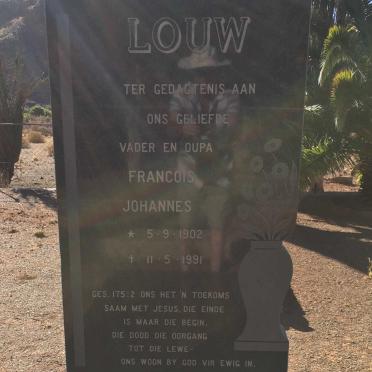 LOUW
TER GEDAGTENIS AAN
ONS GELIEFDE
VADER EN OUPA
FRANCOIS
JOHANNES
* 5-9-1902
† 11-5-1991
GES. 175:2 ONS HET 'N TOEKOMS
SAAM MET JESUS, DIE EINDE
IS MAAR DIE BEGIN,
DIE DOOD DIE OORGANG
TOT DIE LEWE-
ONS WOON BY GOD VIR EWIG IN.